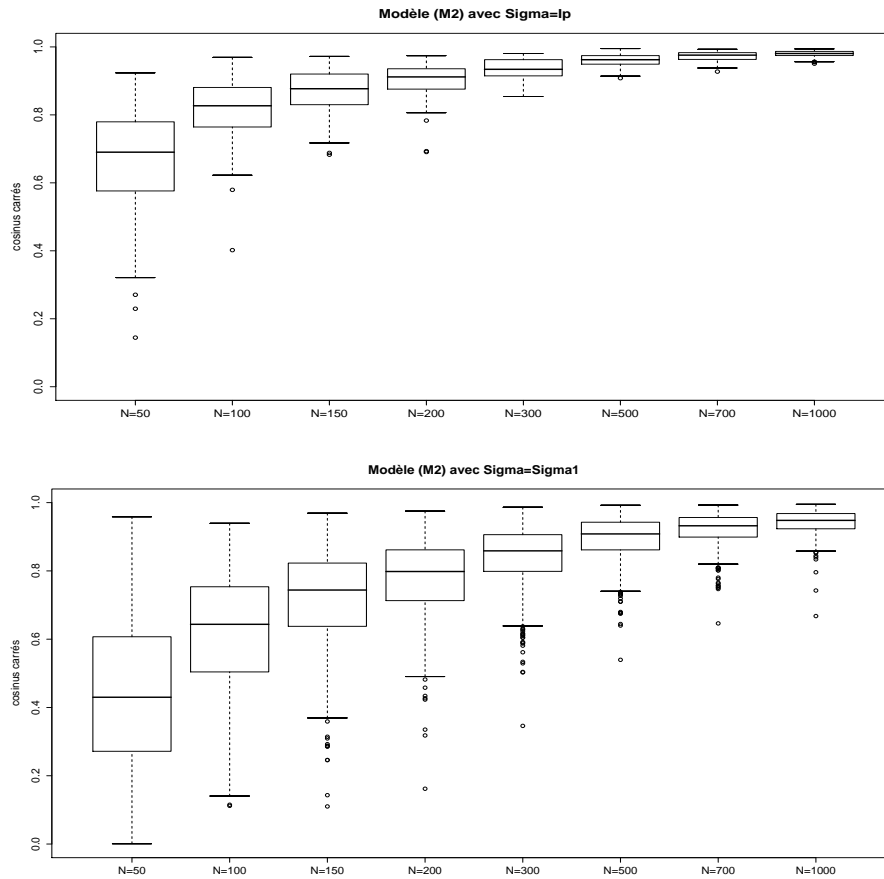 Modèle (M2) avec Sigma=Ip
cosinus carrés
1.0
0.8
0.6
0.4
0.2
0.0
N=50 N=100 N=150 N=200 N=300 N=500 N=700 N=1000
Modèle (M2) avec Sigma=Sigma1
cosinus carrés
1.0
0.8
0.6
0.4
0.2
0.0
N=50 N=100 N=150 N=200 N=300 N=500 N=700 N=1000